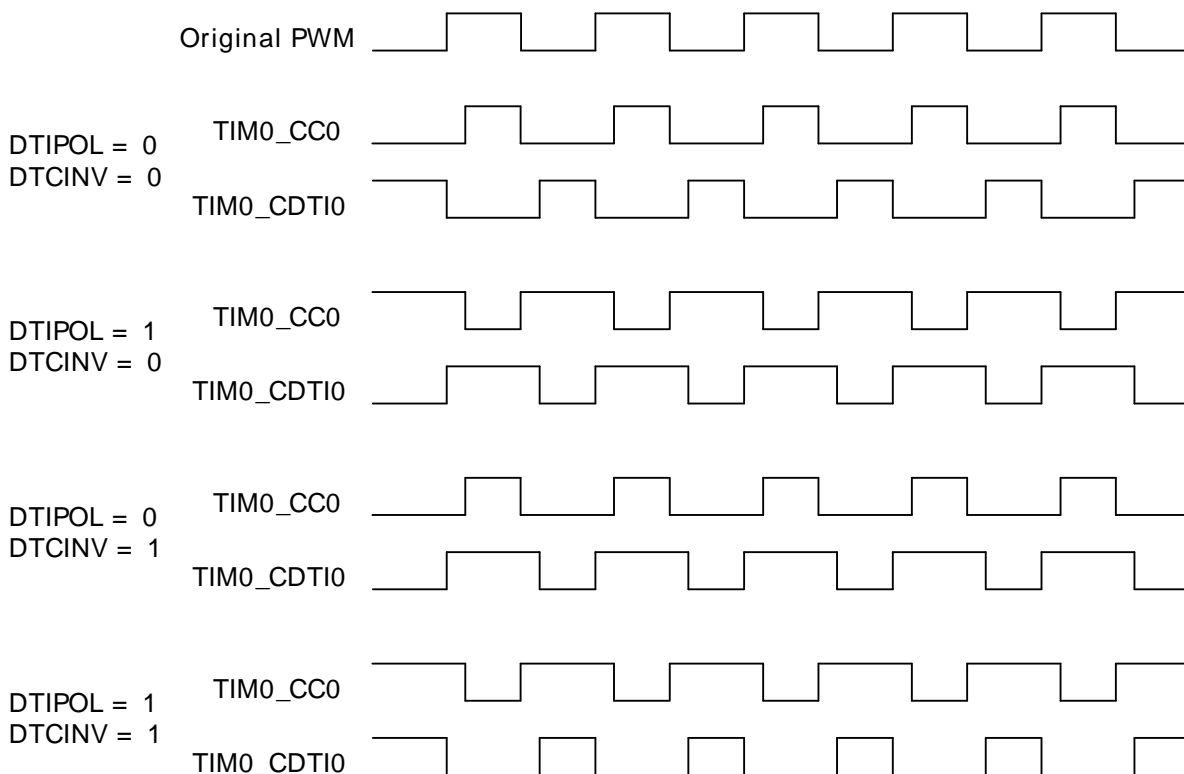 Original PWM
DTIPOL = 0
DTCINV = 0
TIM0_CC0
TIM0_CDTI0
DTIPOL = 1
DTCINV = 0
TIM0_CC0
TIM0_CDTI0
DTIPOL = 0
DTCINV = 1
TIM0_CC0
TIM0_CDTI0
DTIPOL = 1
DTCINV = 1
TIM0_CC0
TIM0_CDTI0